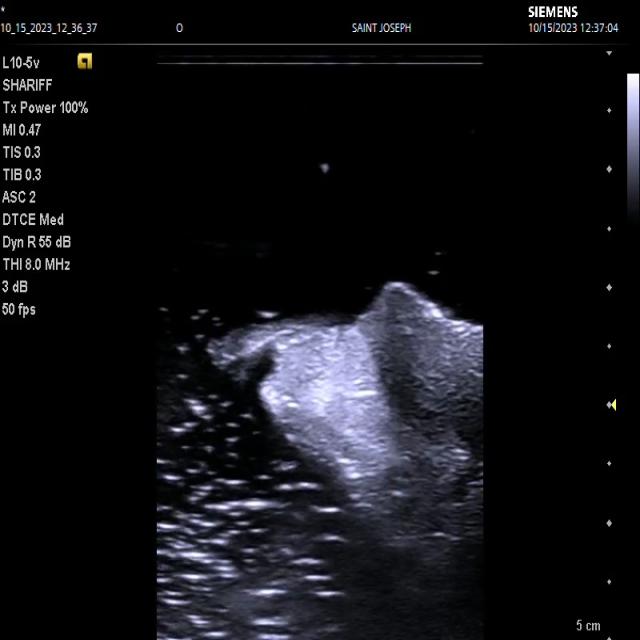 *
SIEMENS
10_15_2023_12_36_37 O SAINT JOSEPH 10/15/2023 12:37:04
L10-5v
SHARIFF
Tx Power 100%
MI 0.47
TIS 0.3
TIB 0.3
ASC 2
DTCE Med
Dyn R 55 dB
THI 8.0 MHz
3 dB
50 fps
5 cm